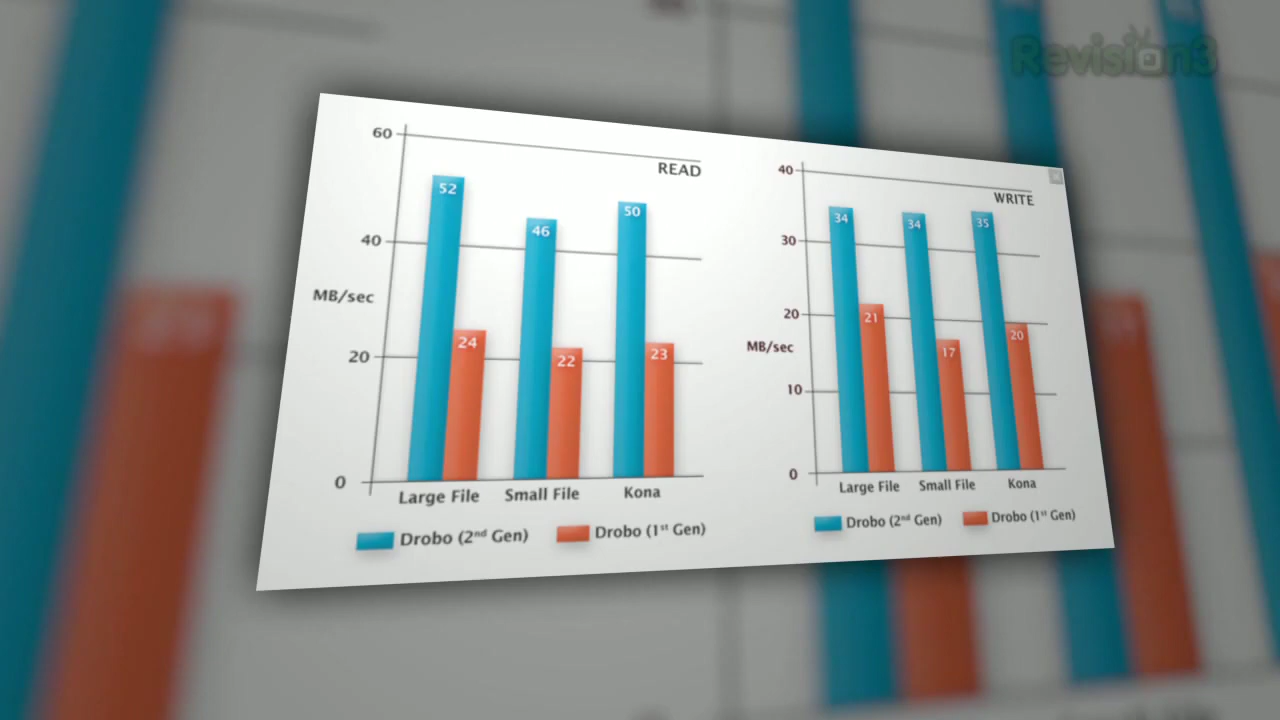 Revision3
60
READ
52
46
50
40
MB/sec
24
22
23
20
0
Large File Small File Kona
Drobo (2nd Gen) Drobo (1st Gen)
40
WRITE
34
34
35
30
20
MB/sec
21
17
20
10
0
Large File Small File Kona
Drobo (2nd Gen) Drobo (1st Gen)